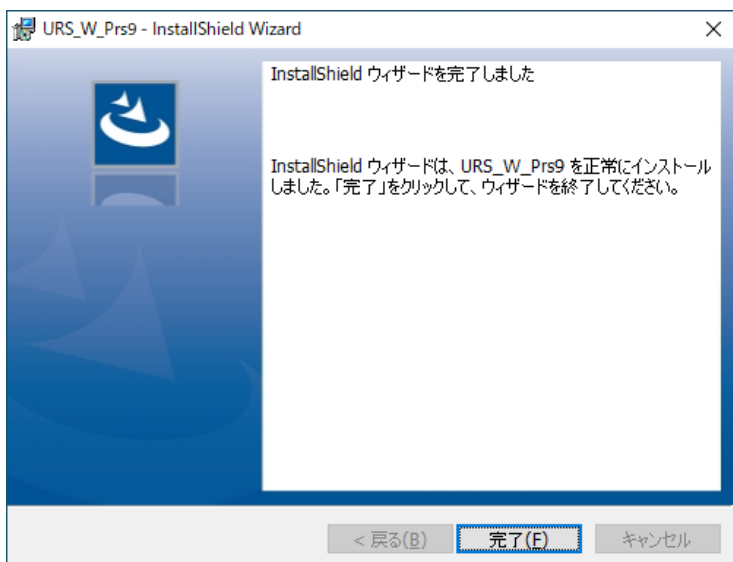 URS_W_Prs9 - InstallShield Wizard
InstallShield ウィザードを完了しました
InstallShield ウィザードは、URS_W_Prs9 を正常にインストール
しました。「完了」をクリックして、ウィザードを終了してください。
< 戻る(B) 完了(F) キャンセル